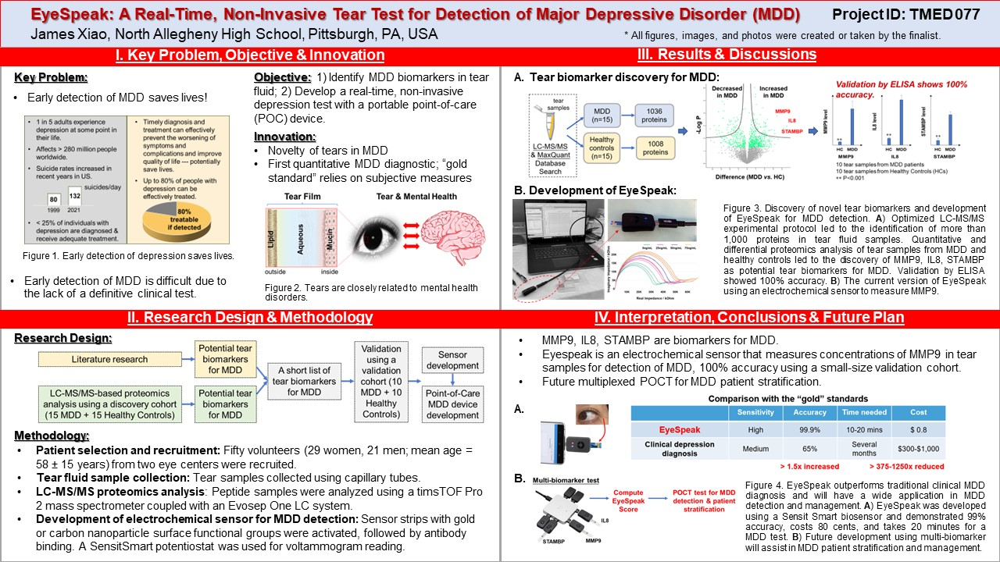 EyeSpeak: A Real-Time, Non-Invasive Tear Test for Detection of Major Depressive Disorder (MDD)
Project ID: TMED077
James Xiao, North Allegheny High School, Pittsburgh, PA, USA
* All figures, images, and photos were created or taken by the finalist.
I. Key Problem, Objective & Innovation
Key Problem:
• Early detection of MDD saves lives!
• 1 in 5 adults experience
depression at some point in
their life.
• Affects > 280 million people
worldwide.
• Suicide rates increased in
recent years in US.
suicides/day
80
132
1999
2021
• < 25% of individuals with
depression are diagnosed &
receive adequate treatment.
• Timely diagnosis and
treatment can effectively
prevent the worsening of
symptoms and
complications and improve
quality of life --- potentially
save lives.
• Up to 80% of people with
depression can be
effectively treated.
80%
treatable
if detected
Figure 1. Early detection of depression saves lives.
• Early detection of MDD is difficult due to
the lack of a definitive clinical test.
Objective: 1) Identify MDD biomarkers in tear
fluid; 2) Develop a real-time, non-invasive
depression test with a portable point-of-care
(POC) device.
Innovation:
• Novelty of tears in MDD
• First quantitative MDD diagnostic; “gold
standard” relies on subjective measures
Tear Film
Tear & Mental Health
Lipid
Aqueous
Mucin
outside
inside
Figure 2. Tears are closely related to mental health
disorders.
II. Research Design & Methodology
Research Design:
Literature research
Potential tear
biomarkers
for MDD
LC-MS/MS-based proteomics
analysis using a discovery cohort
(15 MDD + 15 Healthy Controls)
Potential tear
biomarkers
for MDD
A short list of
tear biomarkers
for MDD
Validation
using a
validation
cohort (10
MDD + 10
Healthy
Controls)
Sensor
development
Point-of-Care
MDD device
development
Methodology:
• Patient selection and recruitment: Fifty volunteers (29 women, 21 men; mean age =
58 ± 15 years) from two eye centers were recruited.
• Tear fluid sample collection: Tear samples collected using capillary tubes.
• LC-MS/MS proteomics analysis: Peptide samples were analyzed using a timsTOF Pro
2 mass spectrometer coupled with an Evosep One LC system.
• Development of electrochemical sensor for MDD detection: Sensor strips with gold
or carbon nanoparticle surface functional groups were activated, followed by antibody
binding. A SensitSmart potentiostat was used for voltammogram reading.
III. Results & Discussions
A. Tear biomarker discovery for MDD:
tear
samples
LC-MS/MS
& MaxQuant
Database
Search
MDD
(n=15)
1036
proteins
Healthy
controls
(n=15)
1008
proteins
Decreased
in MDD
Increased
in MDD
-Log P
MMP9
IL8
STAMBP
Difference (MDD vs. HC)
Validation by ELISA shows 100%
accuracy.
MMP9 level
**
HC MDD
MMP9
IL8 level
**
HC MDD
IL8
STAMBP level
**
HC MDD
STAMBP
10 tear samples from MDD patients
10 tear samples from Healthy Controls (HCs)
** P<0.001
B. Development of EyeSpeak:
0ng/mL 25ng/mL 50ng/mL 75ng/mL
Imaginary Impedance / kOhm
25K
20K
15K
10K
5K
0
10K 20K 30K 40K 50K 60K
Real Impedance / kOhm
Figure 3. Discovery of novel tear biomarkers and development
of EyeSpeak for MDD detection. A) Optimized LC-MS/MS
experimental protocol led to the identification of more than
1,000 proteins in tear fluid samples. Quantitative and
differential proteomics analysis of tear samples from MDD and
healthy controls led to the discovery of MMP9, IL8, STAMBP
as potential tear biomarkers for MDD. Validation by ELISA
showed 100% accuracy. B) The current version of EyeSpeak
using an electrochemical sensor to measure MMP9.
IV. Interpretation, Conclusions & Future Plan
• MMP9, IL8, STAMBP are biomarkers for MDD.
• Eyespeak is an electrochemical sensor that measures concentrations of MMP9 in tear
samples for detection of MDD, 100% accuracy using a small-size validation cohort.
• Future multiplexed POCT for MDD patient stratification.
Comparison with the “gold” standards
A.
Sensitivity Accuracy Time needed Cost
EyeSpeak High 99.9% 10-20 mins $ 0.8
Clinical depression
diagnosis
Medium 65% Several
months
$300-$1,000
> 1.5x increased
> 375-1250x reduced
B.
Multi-biomarker test
STAMBP
MMP9
IL8
Compute
EyeSpeak
Score
POCT test for MDD
detection & patient
stratification
Figure 4. EyeSpeak outperforms traditional clinical MDD
diagnosis and will have a wide application in MDD
detection and management. A) EyeSpeak was developed
using a Sensit Smart biosensor and demonstrated 99%
accuracy, costs 80 cents, and takes 20 minutes for a
MDD test. B) Future development using multi-biomarker
will assist in MDD patient stratification and management.